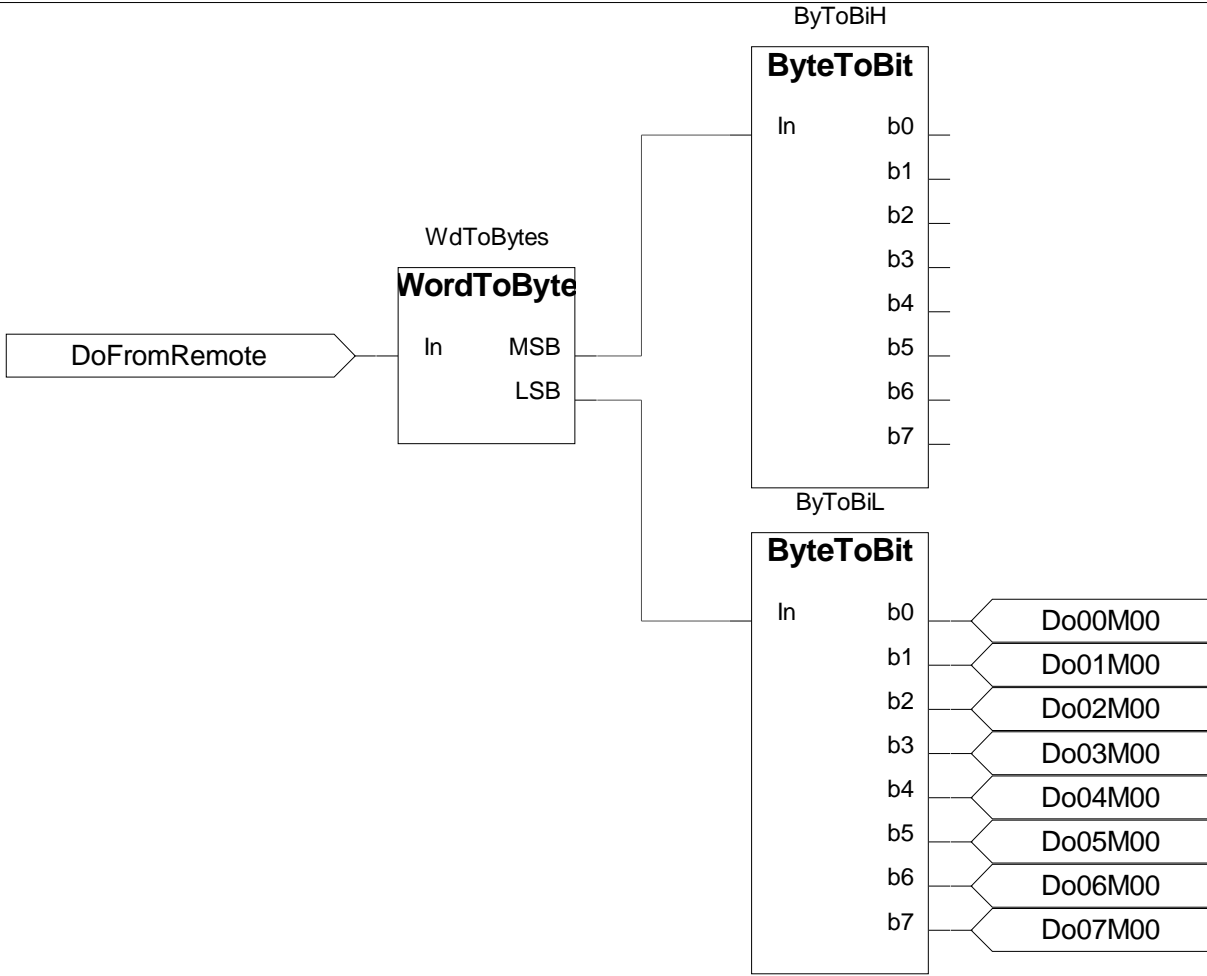 ByToBiH
ByteToBit
In b0
b1
b2
b3
b4
b5
b6
b7
WdToBytes
WordToByte
In MSB
LSB
DoFromRemote
ByToBiL
ByteToBit
In b0 Do00M00
b1 Do01M00
b2 Do02M00
b3 Do03M00
b4 Do04M00
b5 Do05M00
b6 Do06M00
b7 Do07M00